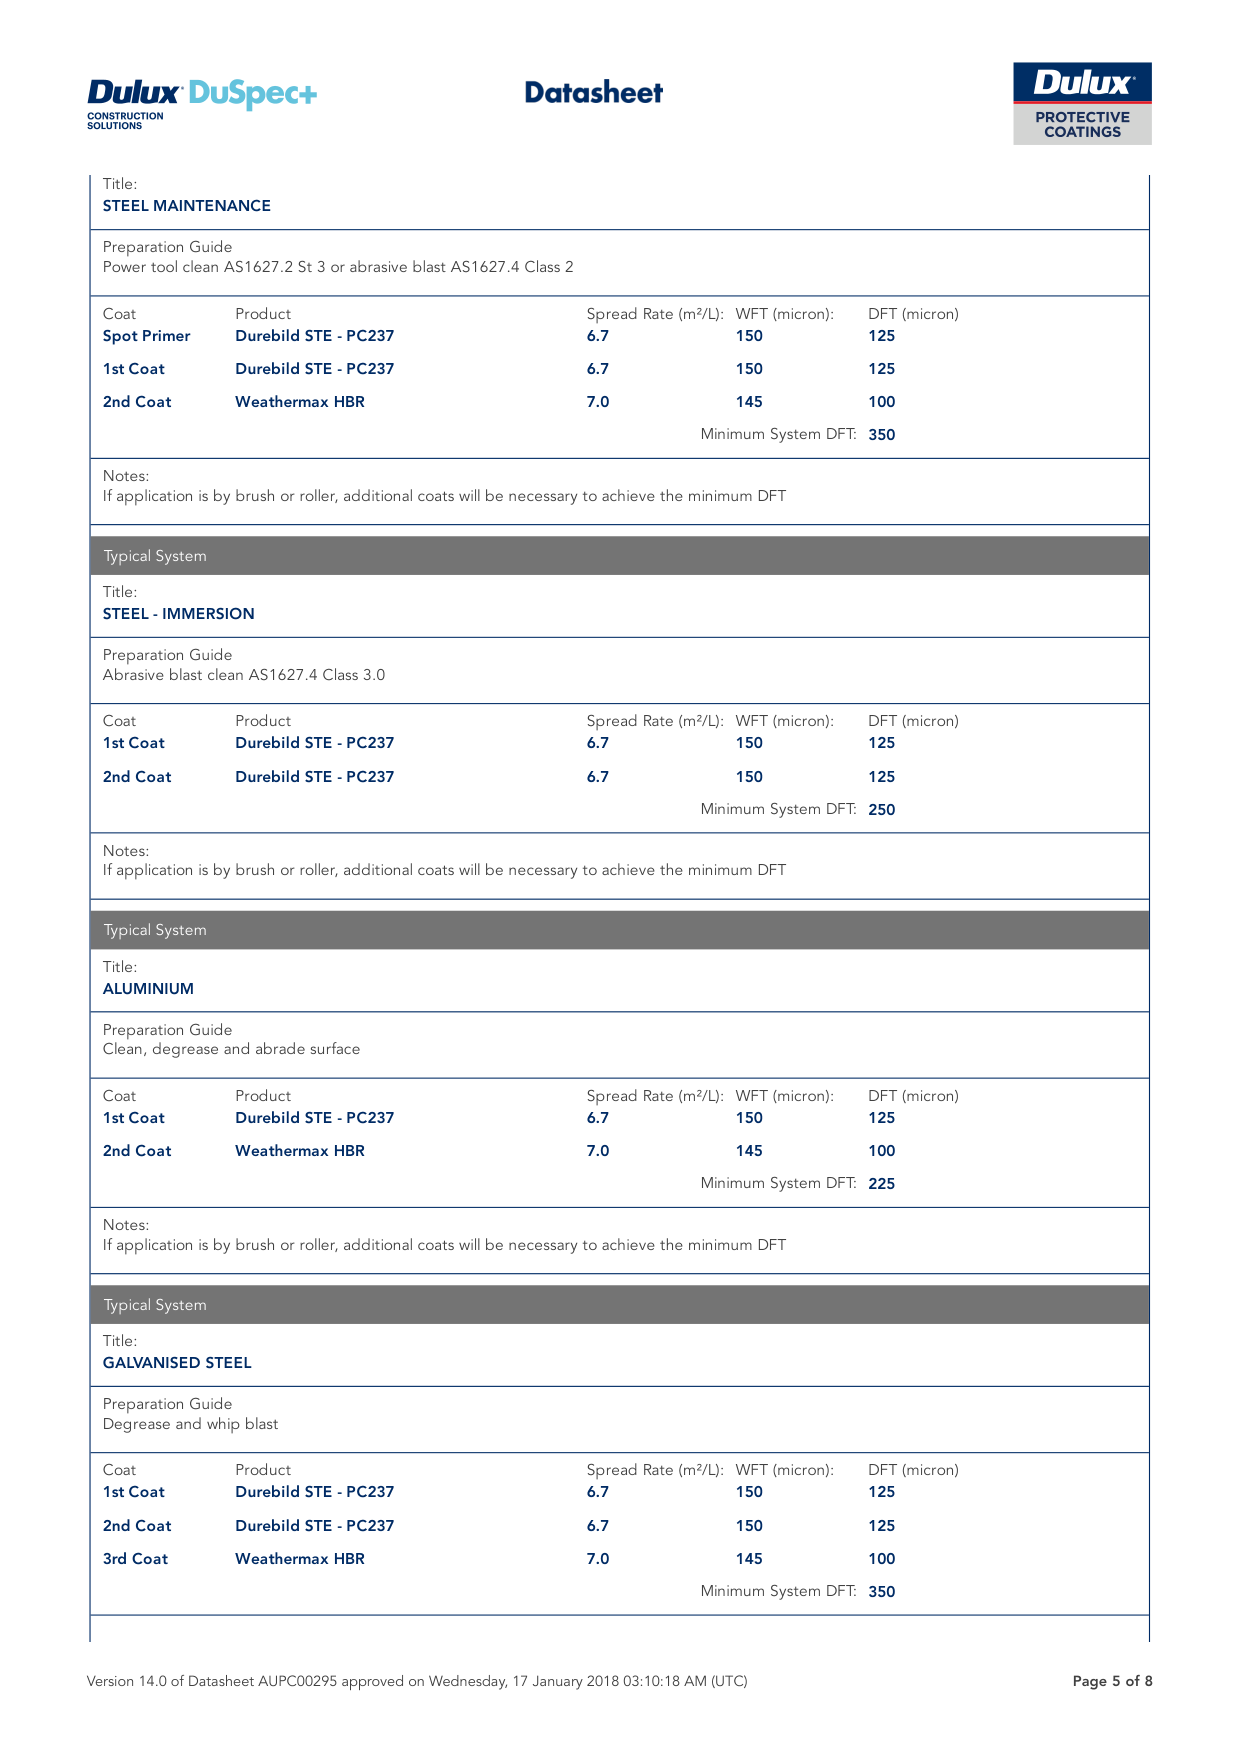 Dulux DuSpec+
CONSTRUCTION
SOLUTIONS
Datasheet
Dulux
PROTECTIVE
COATINGS
Title:
STEEL MAINTENANCE
Preparation Guide
Power tool clean AS1627.2 St 3 or abrasive blast AS1627.4 Class 2
Coat Product Spread Rate (m²/L): WFT (micron): DFT (micron)
Spot Primer Durebild STE - PC237 6.7 150 125
1st Coat Durebild STE - PC237 6.7 150 125
2nd Coat Weathermax HBR 7.0 145 100
Minimum System DFT: 350
Notes:
If application is by brush or roller, additional coats will be necessary to achieve the minimum DFT
Typical System
Title:
STEEL - IMMERSION
Preparation Guide
Abrasive blast clean AS1627.4 Class 3.0
Coat Product Spread Rate (m²/L): WFT (micron): DFT (micron)
1st Coat Durebild STE - PC237 6.7 150 125
2nd Coat Durebild STE - PC237 6.7 150 125
Minimum System DFT: 250
Notes:
If application is by brush or roller, additional coats will be necessary to achieve the minimum DFT
Typical System
Title:
ALUMINIUM
Preparation Guide
Clean, degrease and abrade surface
Coat Product Spread Rate (m²/L): WFT (micron): DFT (micron)
1st Coat Durebild STE - PC237 6.7 150 125
2nd Coat Weathermax HBR 7.0 145 100
Minimum System DFT: 225
Notes:
If application is by brush or roller, additional coats will be necessary to achieve the minimum DFT
Typical System
Title:
GALVANISED STEEL
Preparation Guide
Degrease and whip blast
Coat Product Spread Rate (m²/L): WFT (micron): DFT (micron)
1st Coat Durebild STE - PC237 6.7 150 125
2nd Coat Durebild STE - PC237 6.7 150 125
3rd Coat Weathermax HBR 7.0 145 100
Minimum System DFT: 350
Version 14.0 of Datasheet AUPC00295 approved on Wednesday, 17 January 2018 03:10:18 AM (UTC) Page 5 of 8